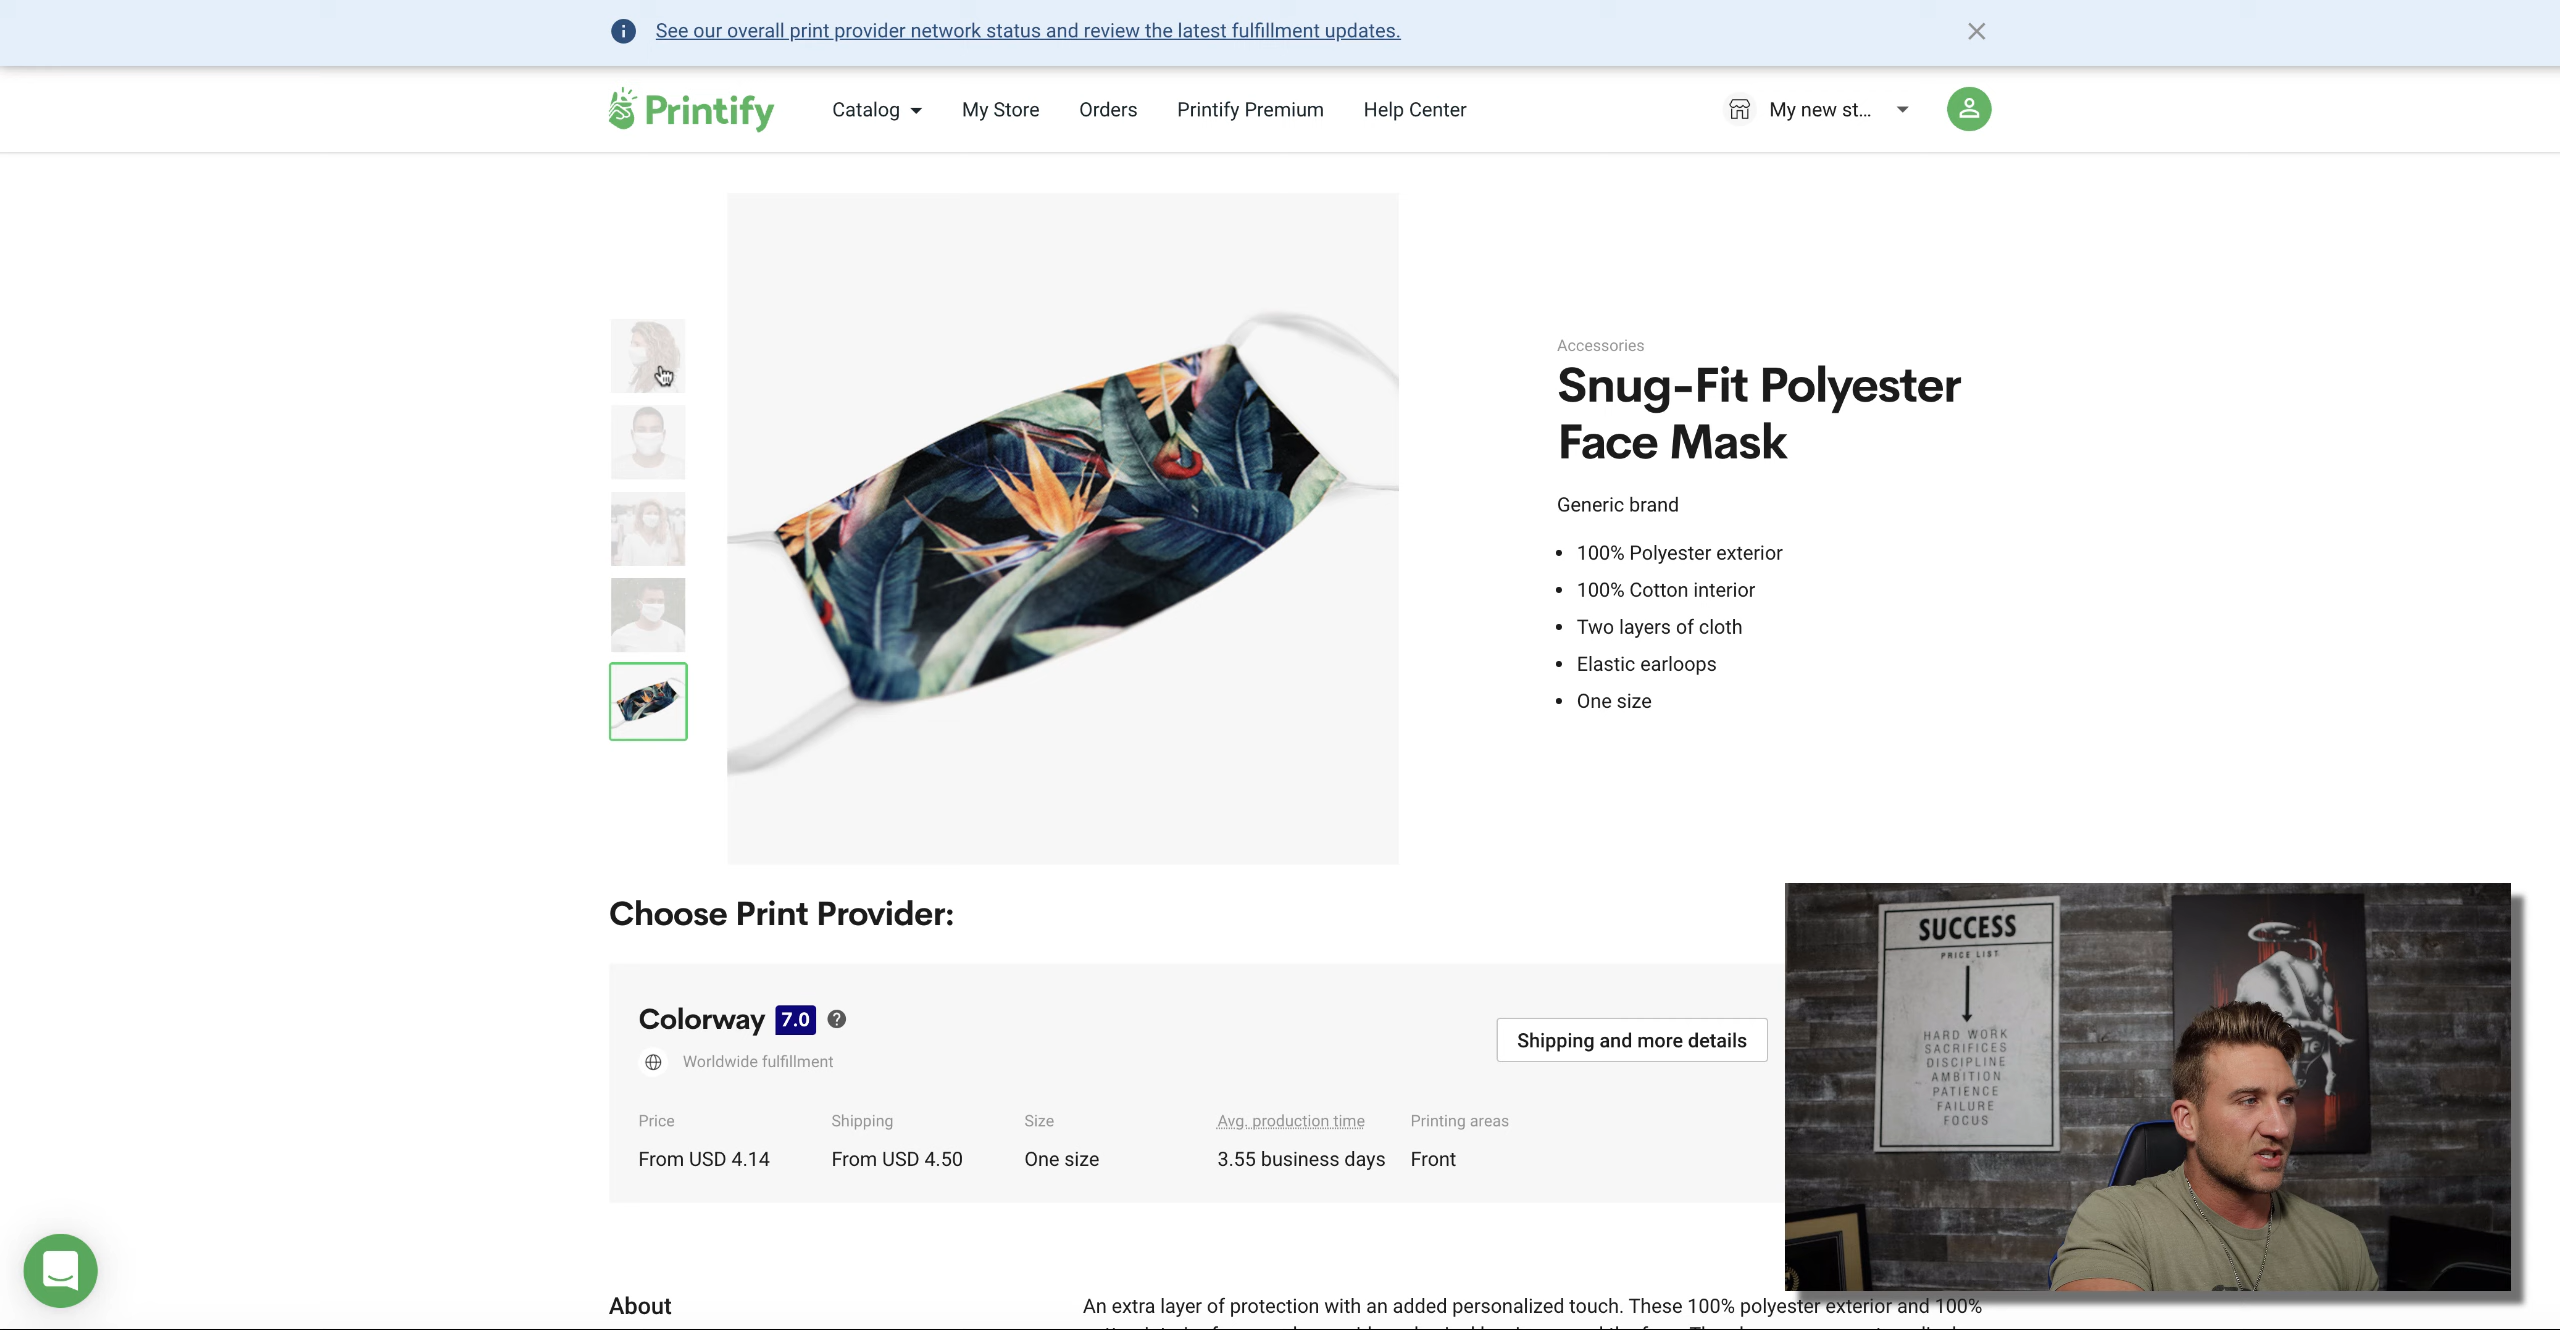 See our overall print provider network status and review the latest fulfillment updates.
Printify
Catalog
My Store
Orders
Printify Premium
Help Center
My new st...
Accessories
Snug-Fit Polyester
Face Mask
Generic brand
100% Polyester exterior
100% Cotton interior
Two layers of cloth
Elastic earloops
One size
Choose Print Provider:
Colorway 7.0 ?
Worldwide fulfillment
Shipping and more details
Price
Shipping
Size
Avg. production time
Printing areas
From USD 4.14
From USD 4.50
One size
3.55 business days
Front
SUCCESS
PRICE LIST
HARD WORK
SACRIFICES
DISCIPLINE
AMBITION
PATIENCE
FAILURE
FOCUS
About
An extra layer of protection with an added personalized touch. These 100% polyester exterior and 100%